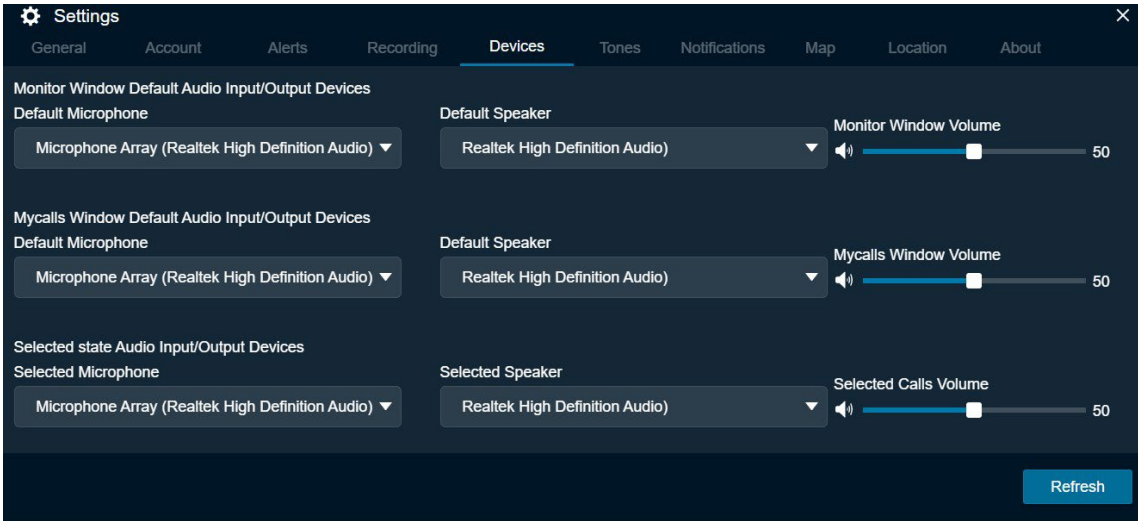 Settings
General Account Alerts Recording Devices Tones Notifications Map Location About
Monitor Window Default Audio Input/Output Devices
Default Microphone Default Speaker
Monitor Window Volume
Microphone Array (Realtek High Definition Audio) Realtek High Definition Audio)
50
Mycalls Window Default Audio Input/Output Devices
Default Microphone Default Speaker
Mycalls Window Volume
Microphone Array (Realtek High Definition Audio) Realtek High Definition Audio)
50
Selected state Audio Input/Output Devices
Selected Microphone Selected Speaker
Selected Calls Volume
Microphone Array (Realtek High Definition Audio) Realtek High Definition Audio)
50
Refresh